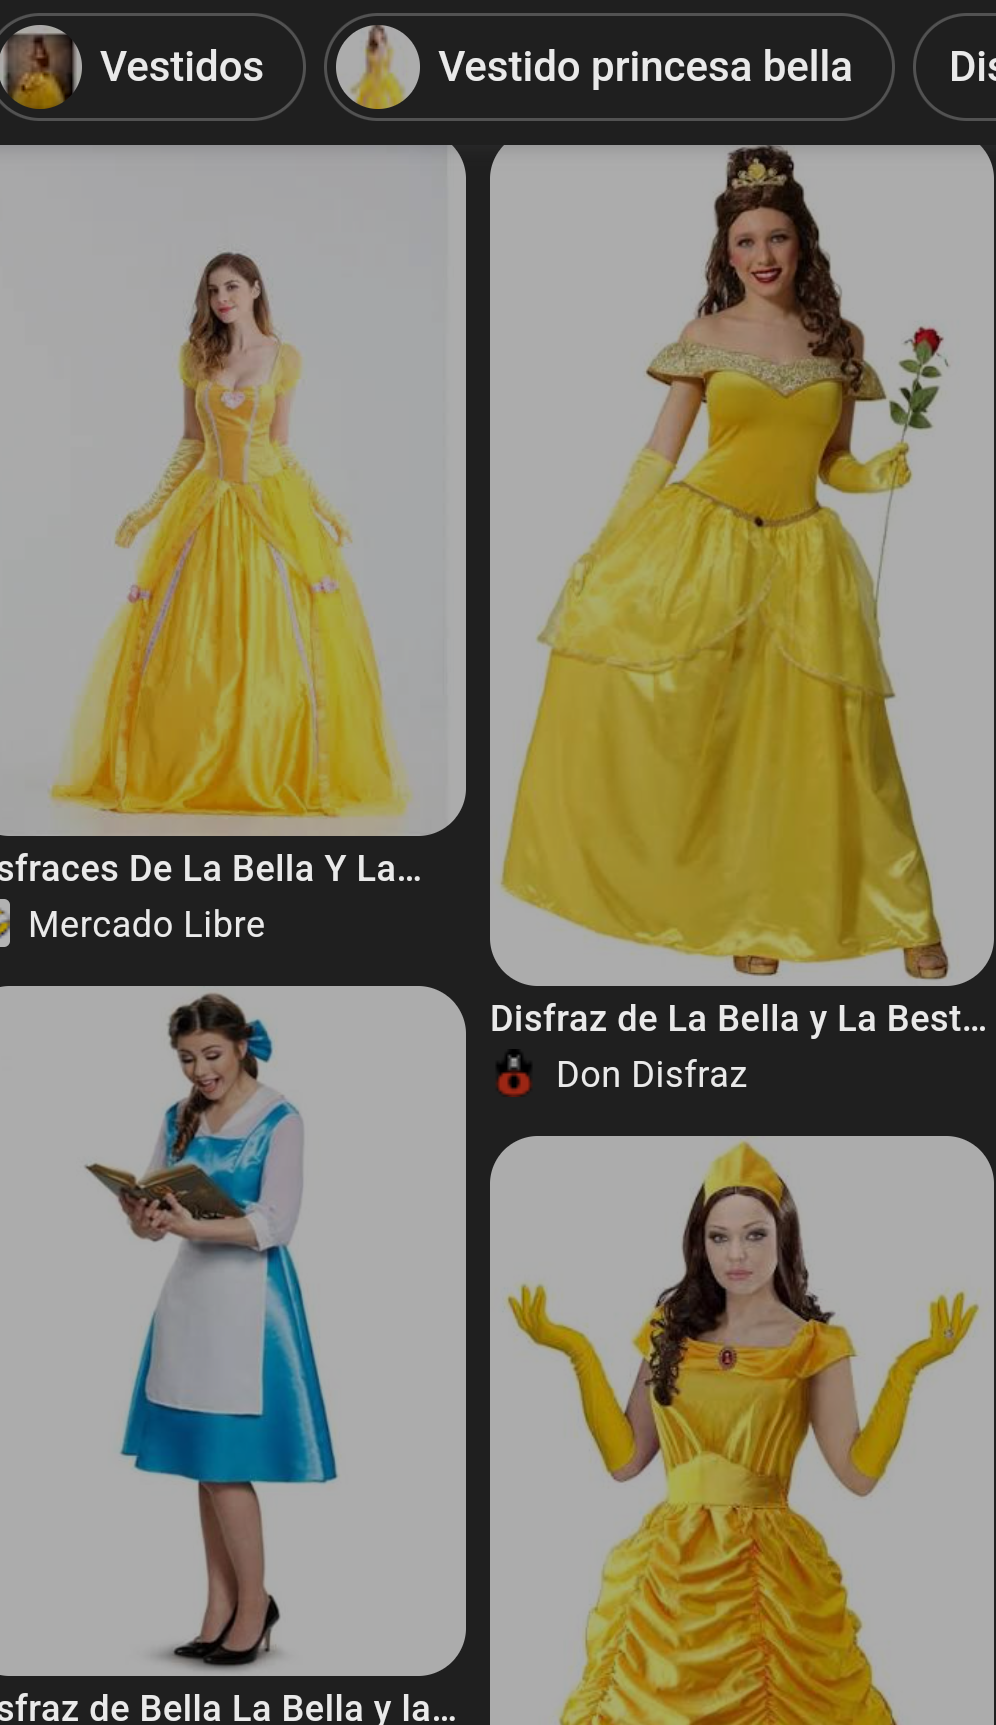 Vestidos
Vestido princesa bella
Dis
sfraces De La Bella Y La...
Mercado Libre
Disfraz de La Bella y La Best...
Don Disfraz
sfraz de Bella La Bella y la...